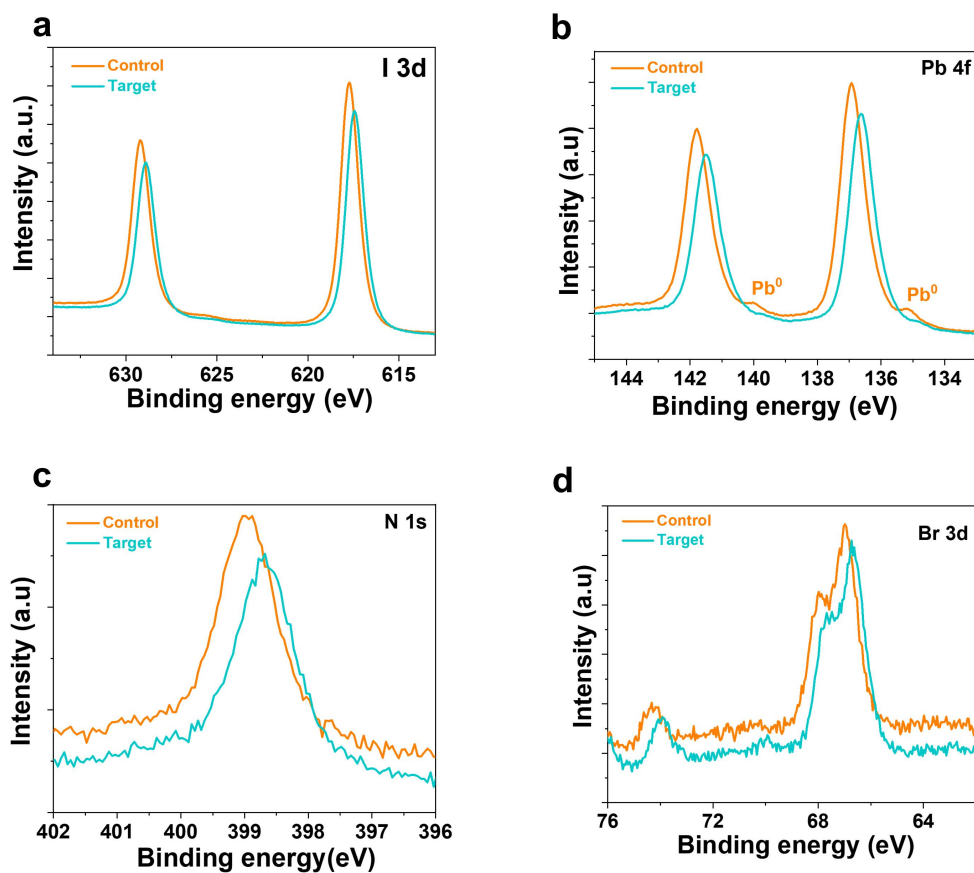 a
Control
Target
I 3d
Intensity (a.u.)
630
625
620
615
Binding energy (eV)
b
Control
Target
Pb 4f
Pb⁰
Pb⁰
Intensity (a.u)
144
142
140
138
136
134
Binding energy (eV)
c
Control
Target
N 1s
Intensity (a.u)
402
401
400
399
398
397
396
Binding energy(eV)
d
Control
Target
Br 3d
Intensity (a.u)
76
72
68
64
Binding energy (eV)